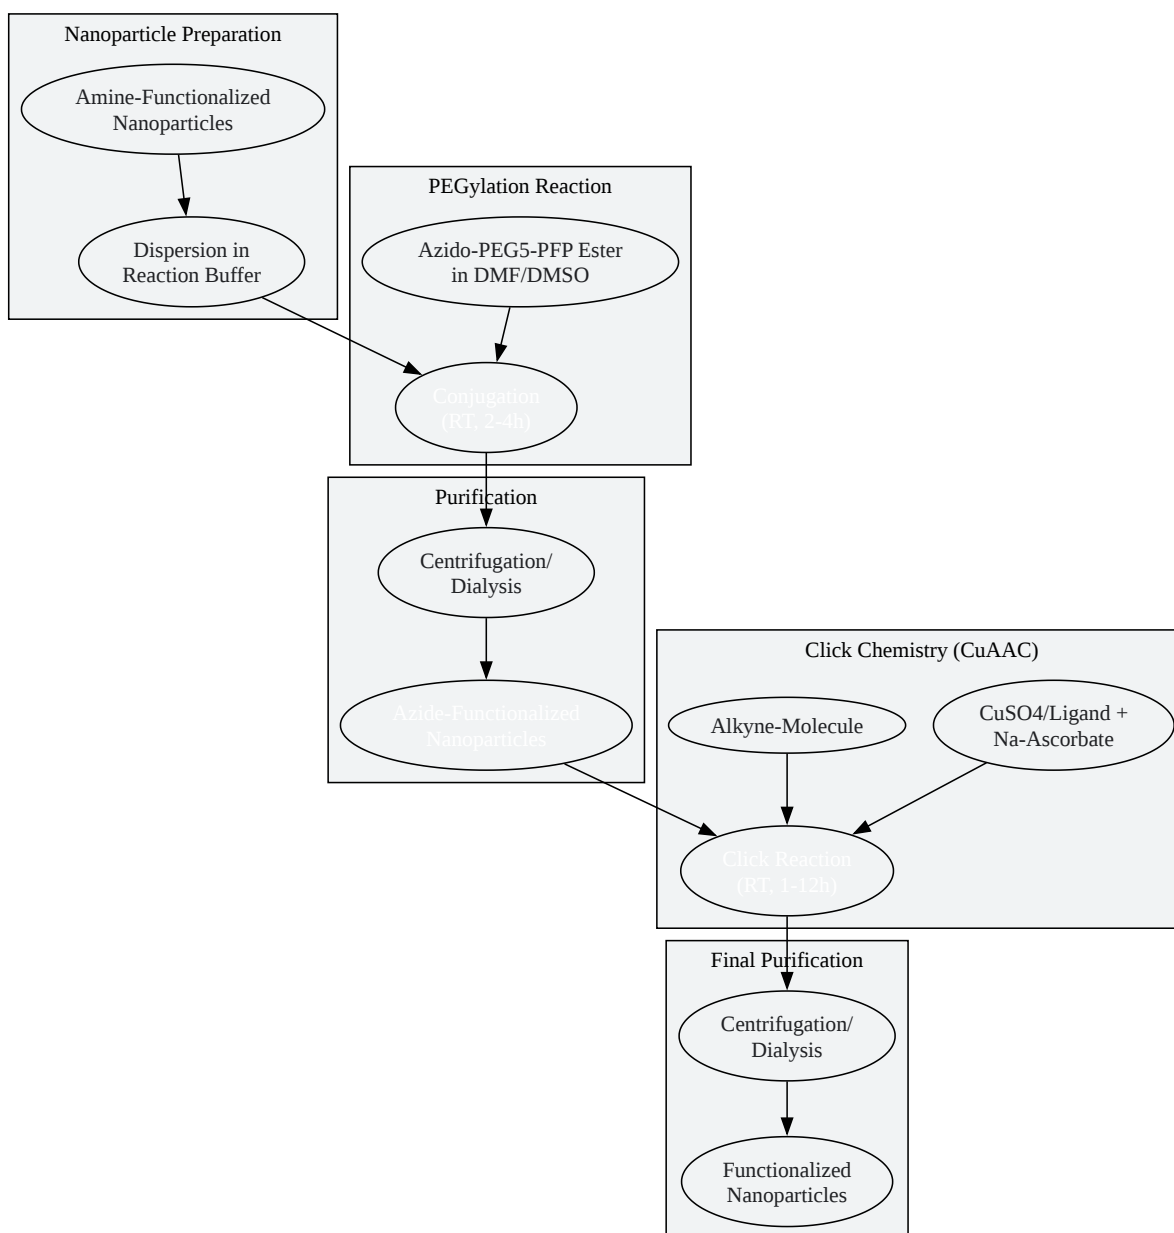 Nanoparticle Preparation
Amine-Functionalized
Nanoparticles
Dispersion in
Reaction Buffer
PEGylation Reaction
Azido-PEG5-PFP Ester
in DMF/DMSO
Conjugation
(RT, 2-4h)
Purification
Centrifugation/
Dialysis
Azide-Functionalized
Nanoparticles
Click Chemistry (CuAAC)
Alkyne-Molecule
CuSO4/Ligand +
Na-Ascorbate
Click Reaction
(RT, 1-12h)
Final Purification
Centrifugation/
Dialysis
Functionalized
Nanoparticles